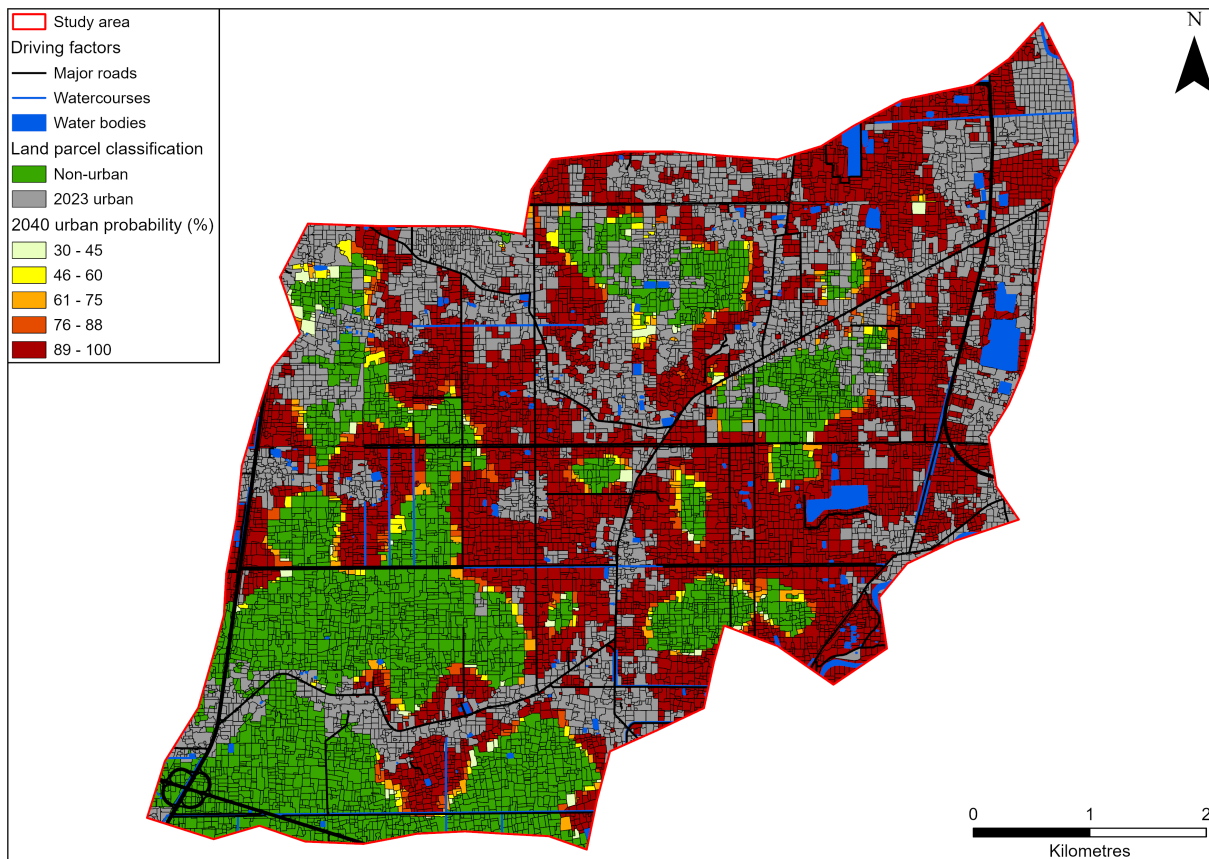 Study area
Driving factors
Major roads
Watercourses
Water bodies
Land parcel classification
Non-urban
2023 urban
2040 urban probability (%)
30 - 45
46 - 60
61 - 75
76 - 88
89 - 100
N
0 1 2
Kilometres